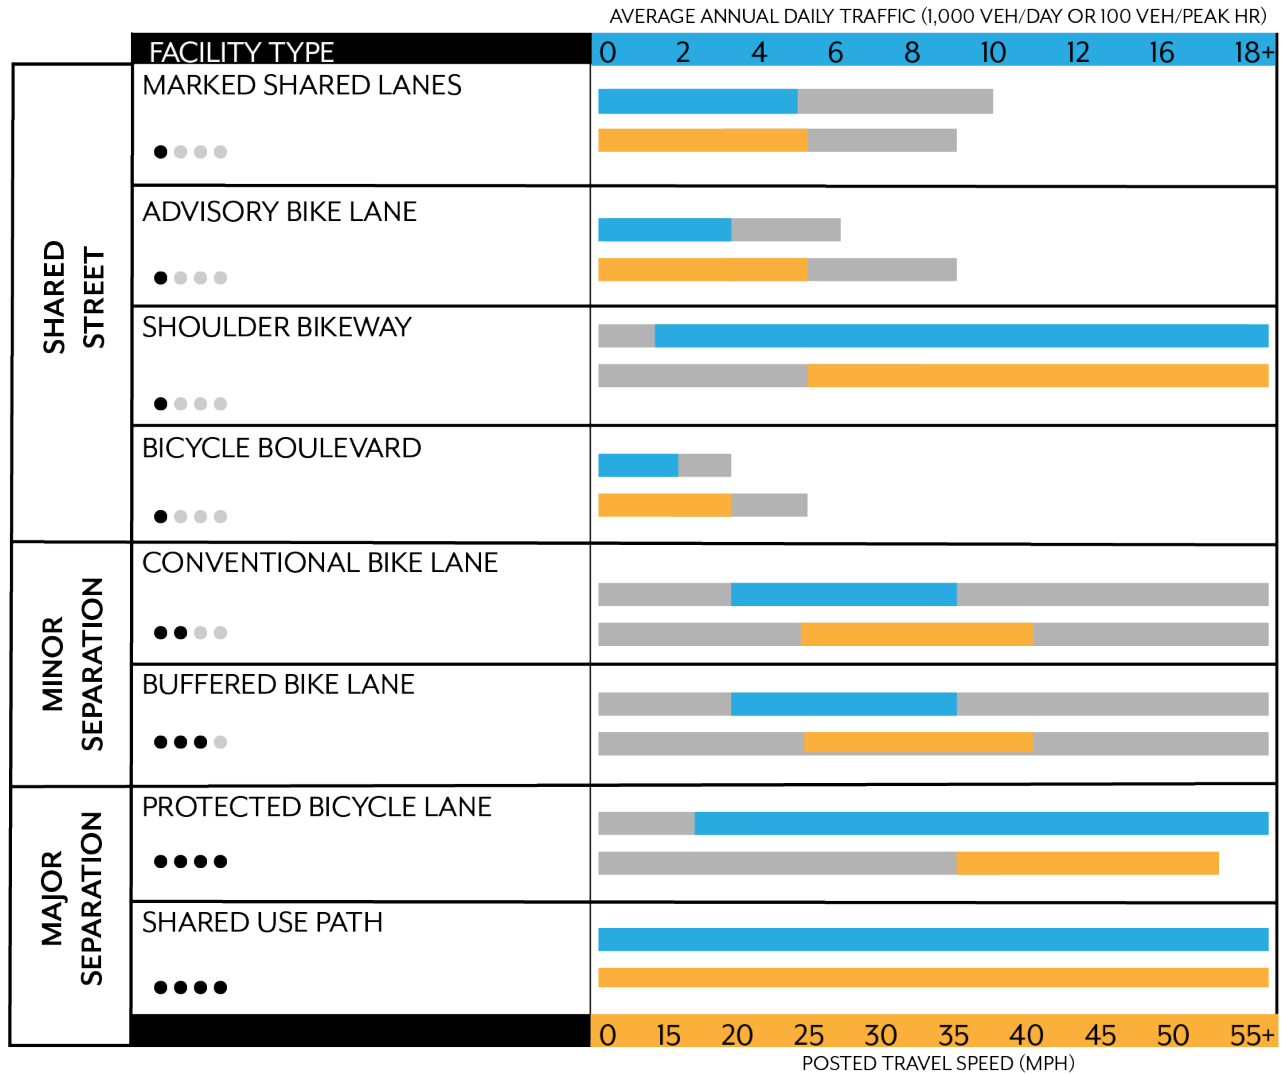 AVERAGE ANNUAL DAILY TRAFFIC (1,000 VEH/DAY OR 100 VEH/PEAK HR)
FACILITY TYPE 0 2 4 6 8 10 12 16 18+
SHARED
STREET
MARKED SHARED LANES
ADVISORY BIKE LANE
SHOULDER BIKEWAY
BICYCLE BOULEVARD
MINOR
SEPARATION
CONVENTIONAL BIKE LANE
BUFFERED BIKE LANE
MAJOR
SEPARATION
PROTECTED BICYCLE LANE
SHARED USE PATH
0 15 20 25 30 35 40 45 50 55+
POSTED TRAVEL SPEED (MPH)